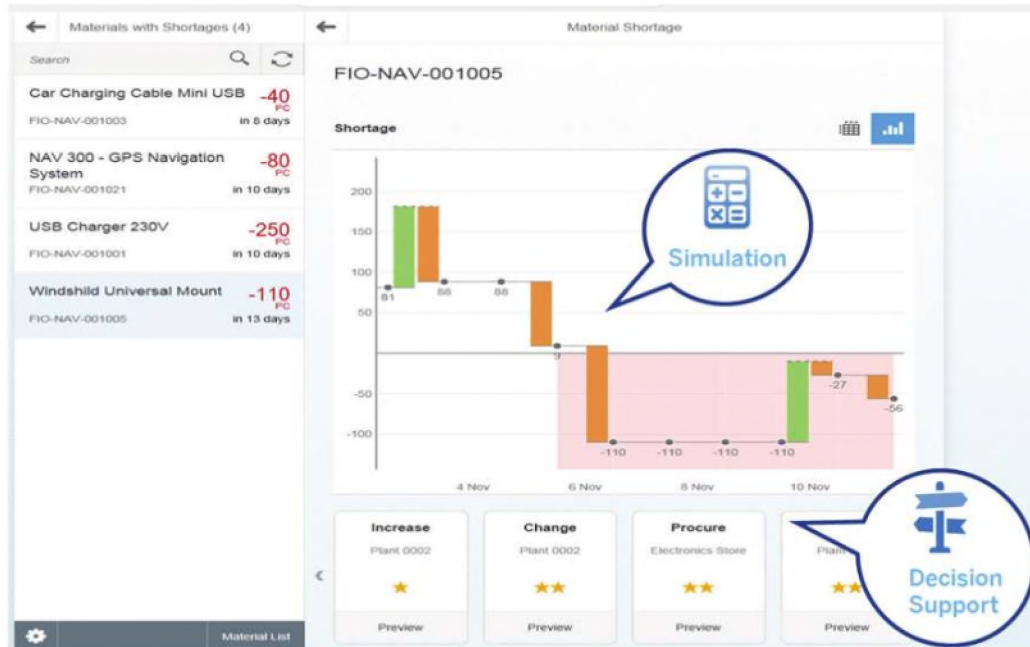 Materials with Shortages (4)
Search
Car Charging Cable Mini USB
-40
PC
FIO-NAV-001003
in 8 days
NAV 300 - GPS Navigation
System
-80
PC
FIO-NAV-001021
in 10 days
USB Charger 230V
-250
PC
FIO-NAV-001001
in 10 days
Windshild Universal Mount
-110
PC
FIO-NAV-001005
in 13 days
Material List
Material Shortage
FIO-NAV-001005
Shortage
200
150
100
50
-50
-100
81
88
88
9
-110
-110
-110
-110
-27
-56
4 Nov
6 Nov
8 Nov
10 Nov
Simulation
Increase
Plant 0002
Preview
Change
Plant 0002
Preview
Procure
Electronics Store
Preview
Preview
Decision
Support